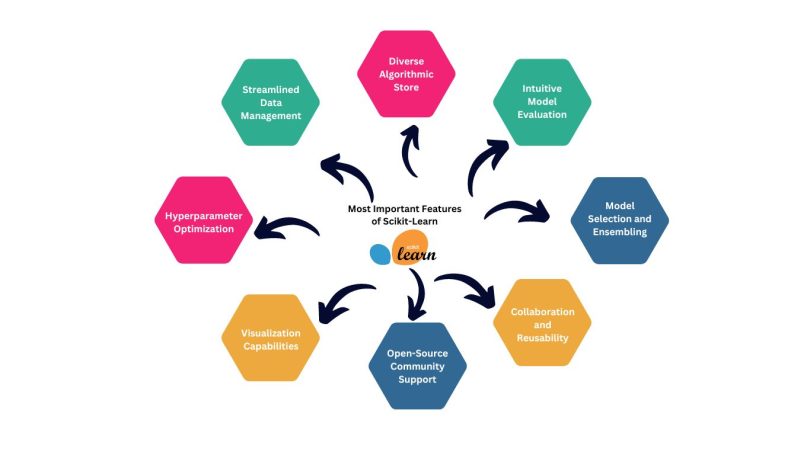 Diverse
Algorithmic
Store
Streamlined
Data
Management
Intuitive
Model
Evaluation
Most Important Features
of Scikit-Learn
scikit
learn
Hyperparameter
Optimization
Model
Selection and
Ensembling
Visualization
Capabilities
Collaboration
and
Reusability
Open-Source
Community
Support